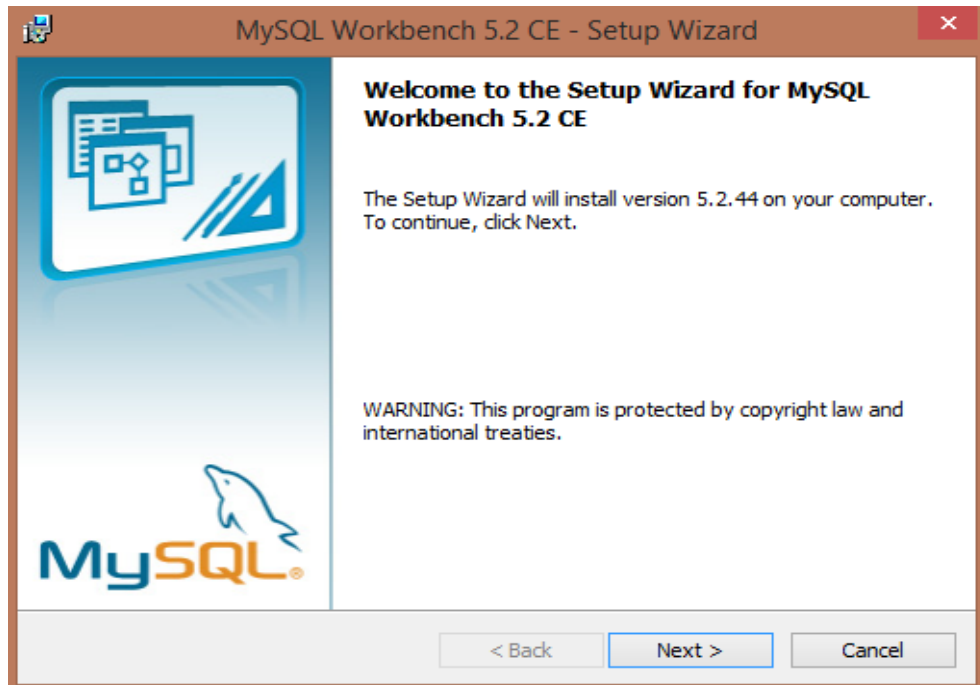 MySQL Workbench 5.2 CE - Setup Wizard
Welcome to the Setup Wizard for MySQL
Workbench 5.2 CE
The Setup Wizard will install version 5.2.44 on your computer.
To continue, click Next.
WARNING: This program is protected by copyright law and
international treaties.
MySQL®
< Back
Next >
Cancel